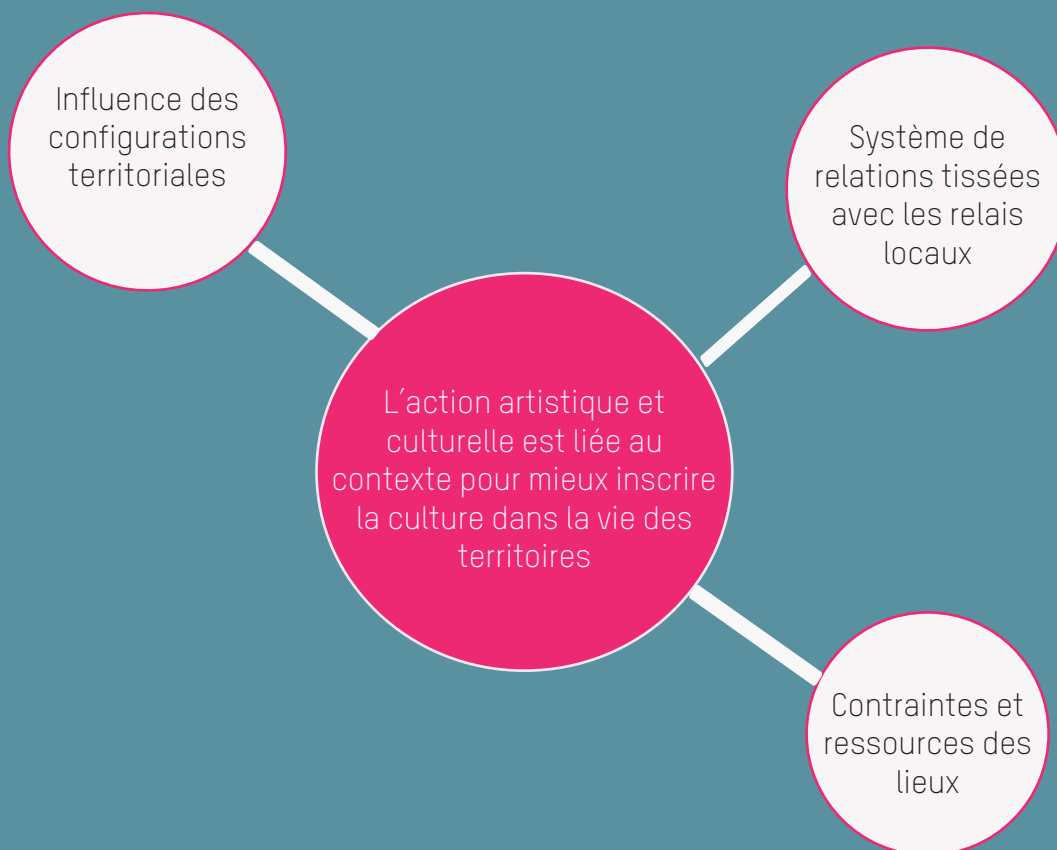 Influence des
configurations
territoriales
Système de
relations tissées
avec les relais
locaux
L´action artistique et
culturelle est liée au
contexte pour mieux inscrire
la culture dans la vie des
territoires
Contraintes et
ressources des
lieux